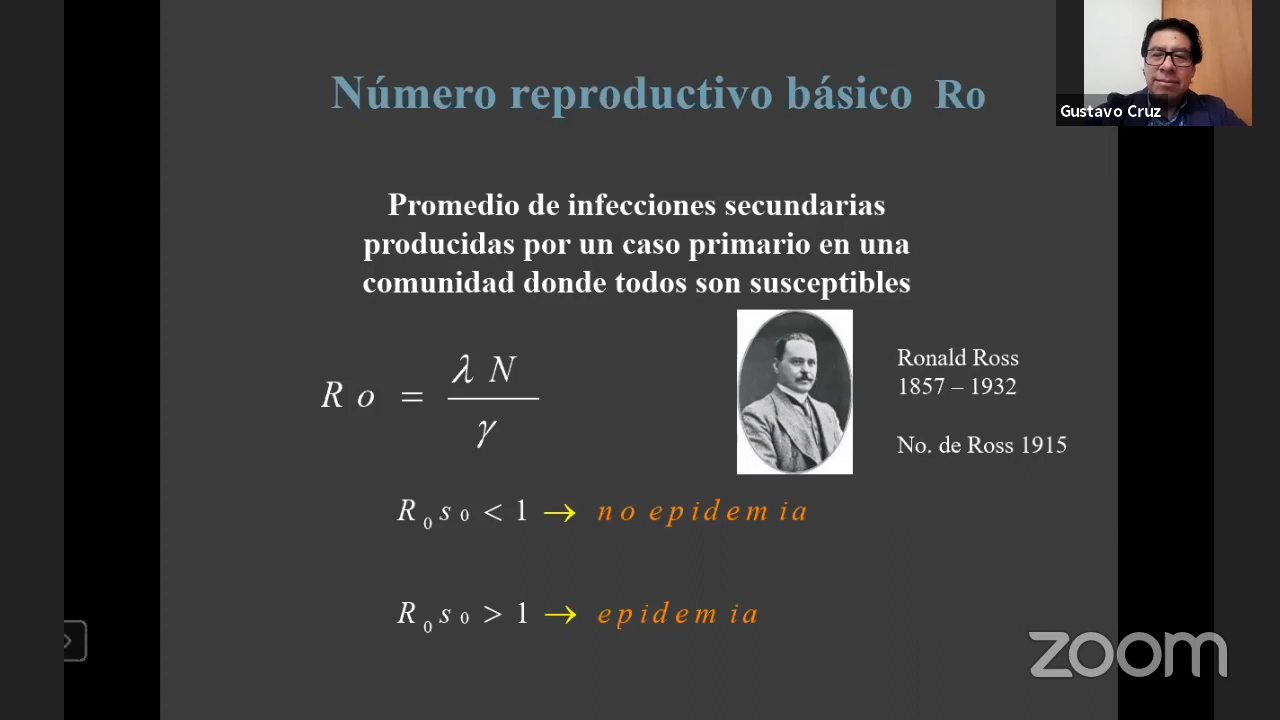 Número reproductivo básico Ro
Gustavo Cruz
Promedio de infecciones secundarias
producidas por un caso primario en una
comunidad donde todos son susceptibles
Ro = λN/γ
Ronald Ross
1857 – 1932
No. de Ross 1915
R₀s₀ < 1 → no epidemia
R₀s₀ > 1 → epidemia
zoom